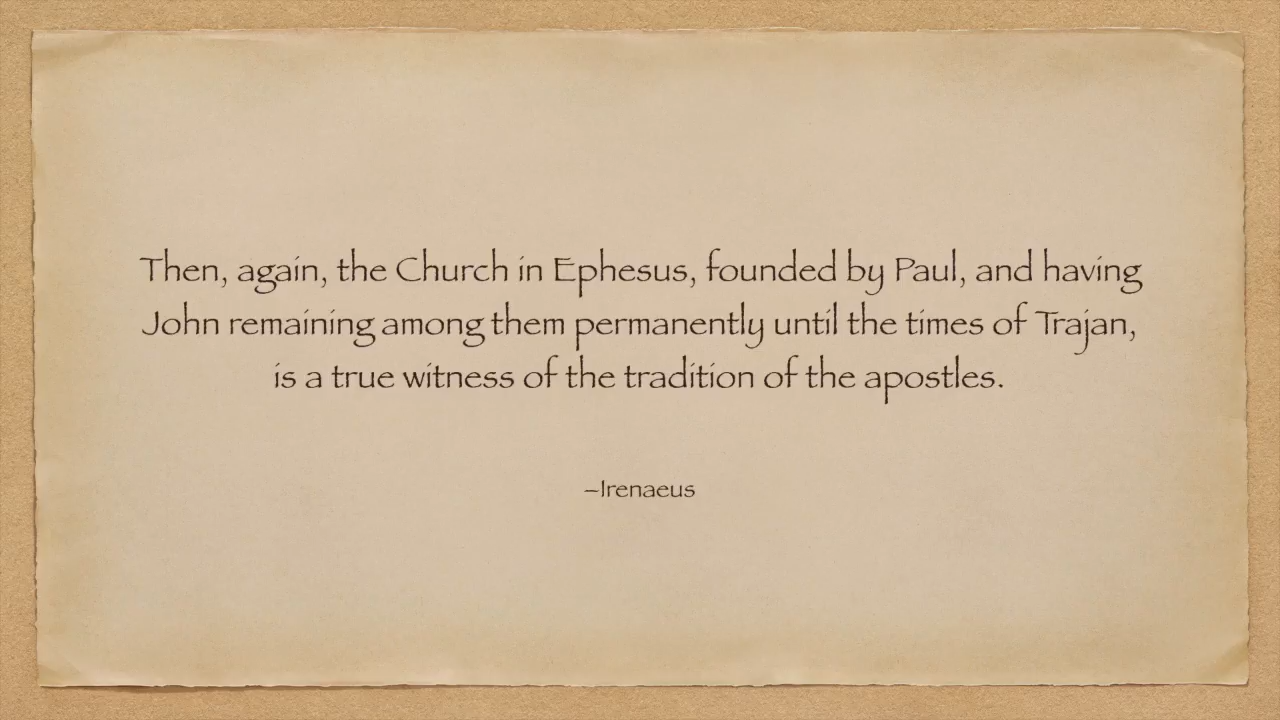 Then, again, the Church in Ephesus, founded by Paul, and having
John remaining among them permanently until the times of Trajan,
is a true witness of the tradition of the apostles.
–Irenaeus